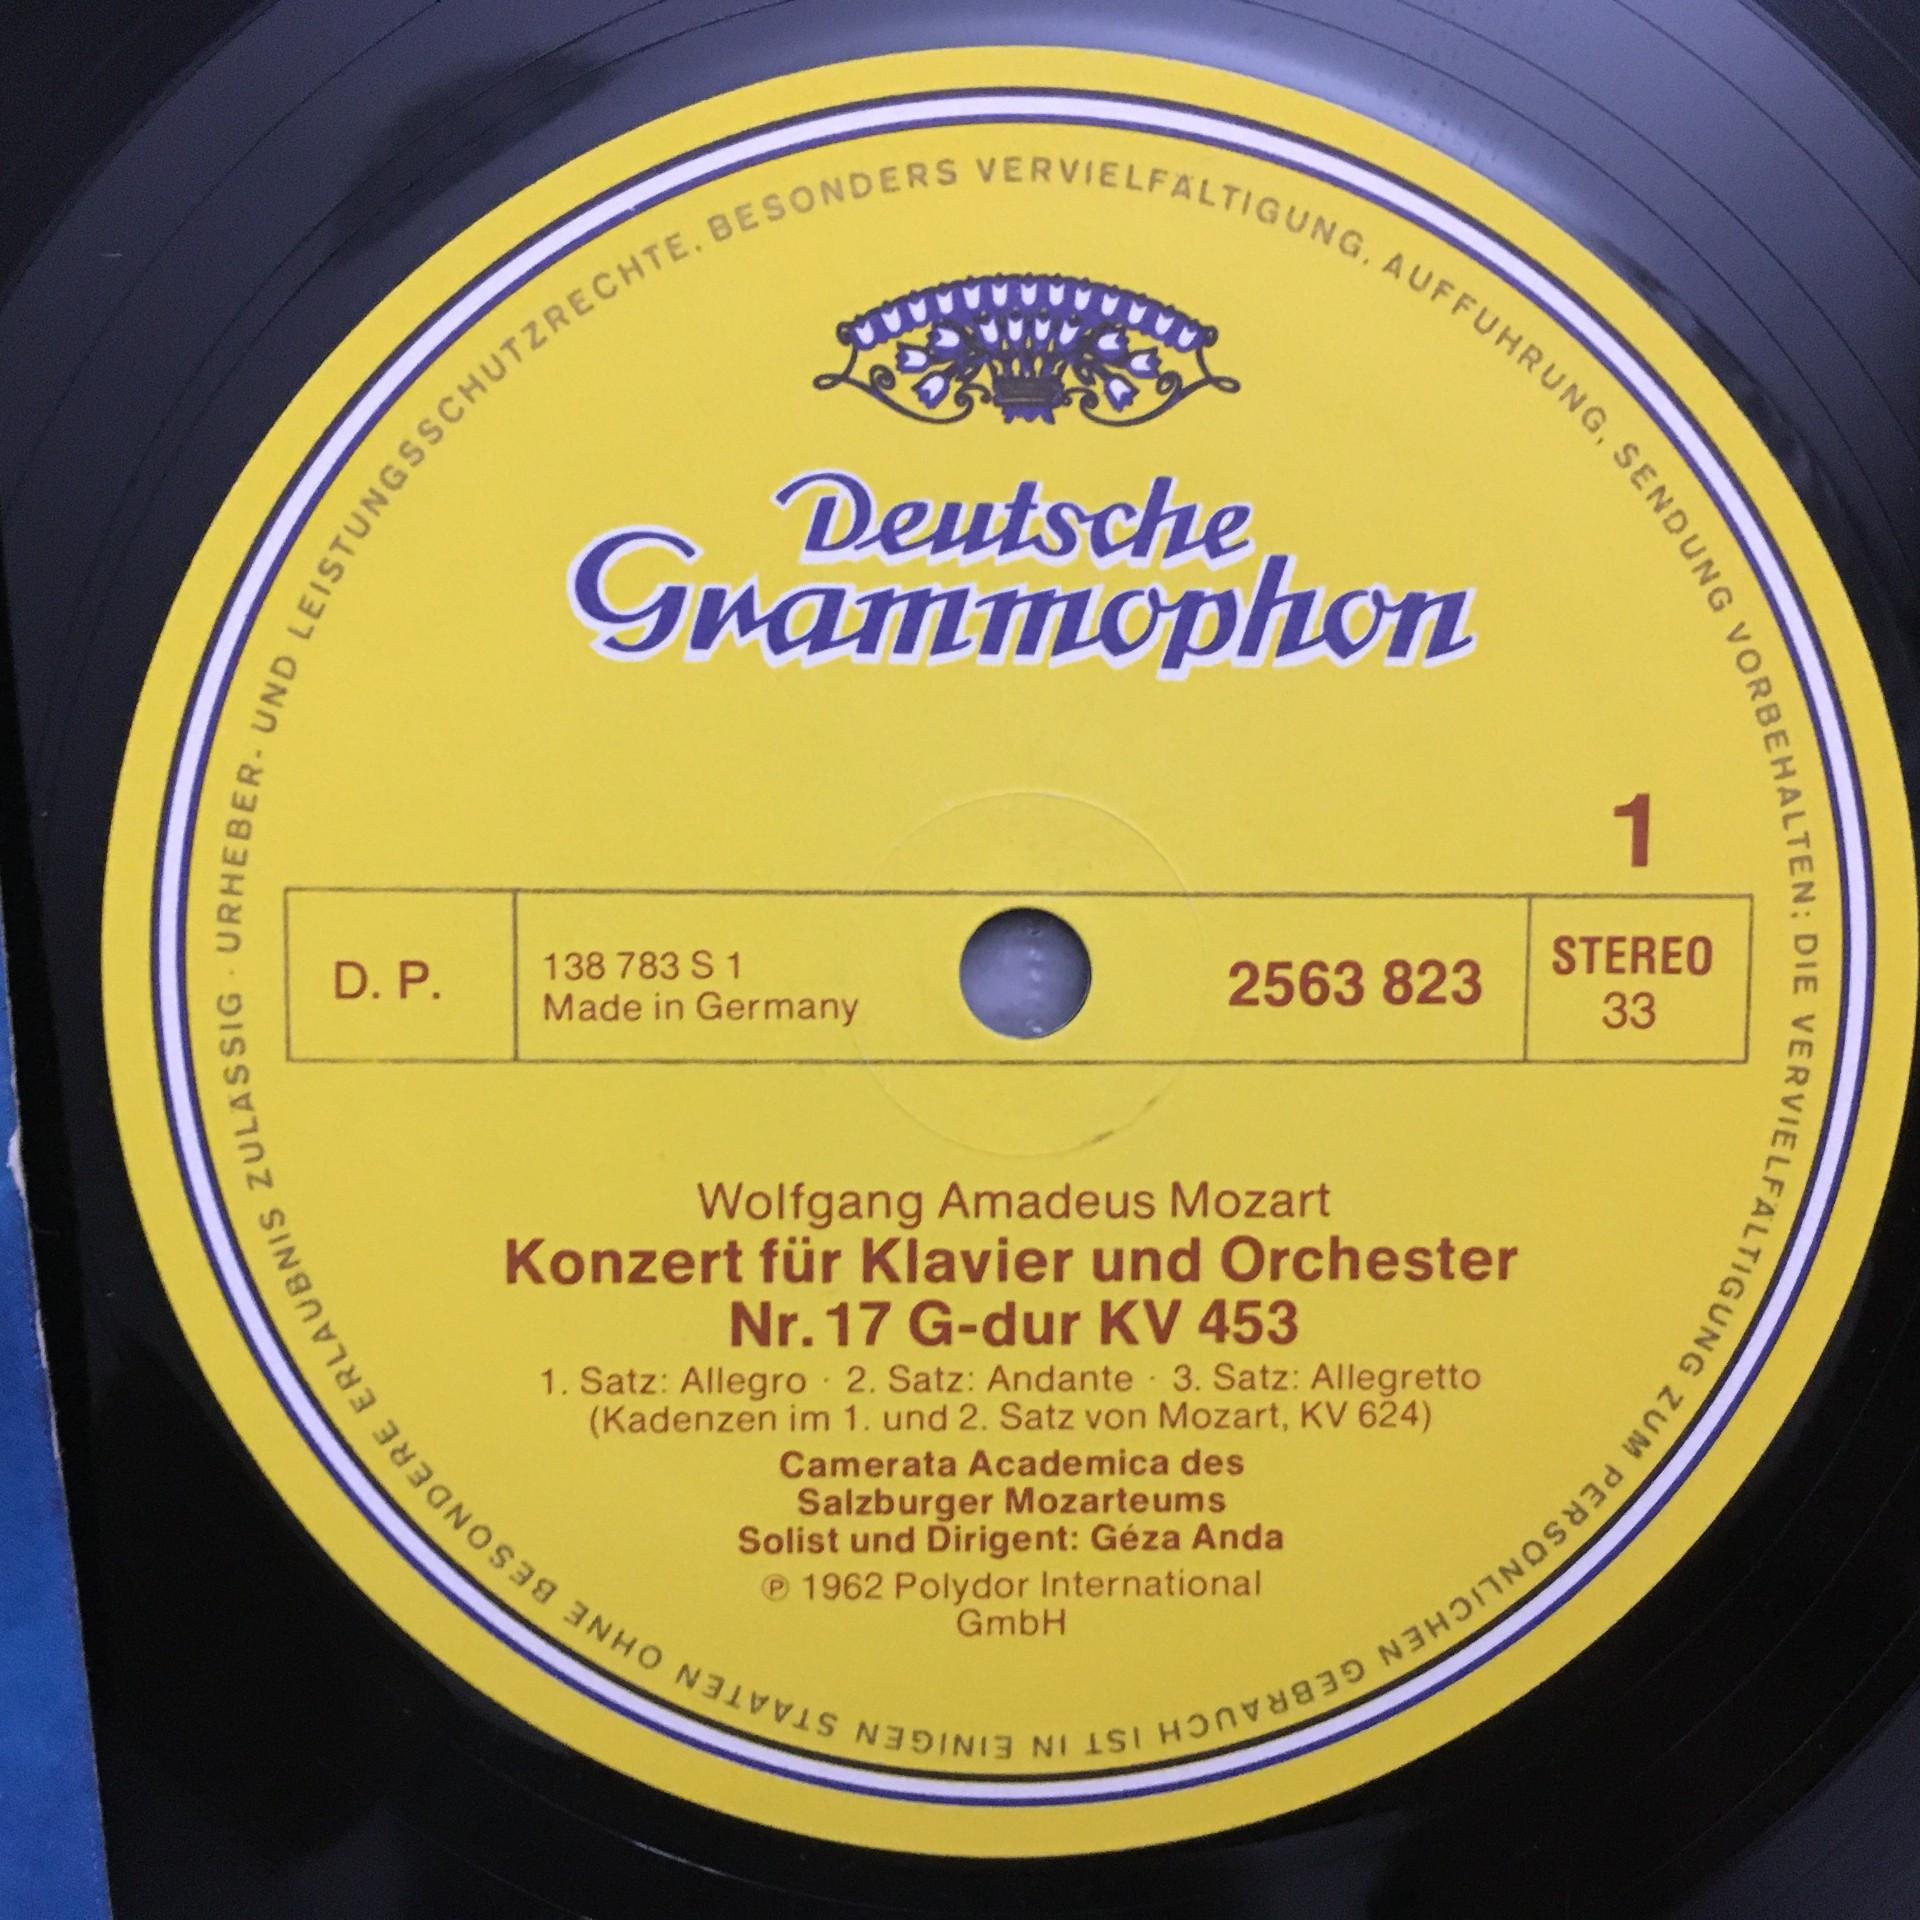 URHEBER- UND LEISTUNGSSCHUTZRECHTE, BESONDERS VERVIELFÄLTIGUNG, AUFFÜHRUNG, SENDUNG VORBEHALTEN; DIE VERVIELFÄLTIGUNG ZUM PERSÖNLICHEN GEBRAUCH IST IN EINIGEN STAATEN OHNE BESONDERE ERLAUBNIS ZULÄSSIG ·
Deutsche
Grammophon
1
D. P.
138 783 S 1
Made in Germany
2563 823
STEREO
33
Wolfgang Amadeus Mozart
Konzert für Klavier und Orchester
Nr. 17 G-dur KV 453
1. Satz: Allegro · 2. Satz: Andante · 3. Satz: Allegretto
(Kadenzen im 1. und 2. Satz von Mozart, KV 624)
Camerata Academica des
Salzburger Mozarteums
Solist und Dirigent: Géza Anda
℗ 1962 Polydor International
GmbH